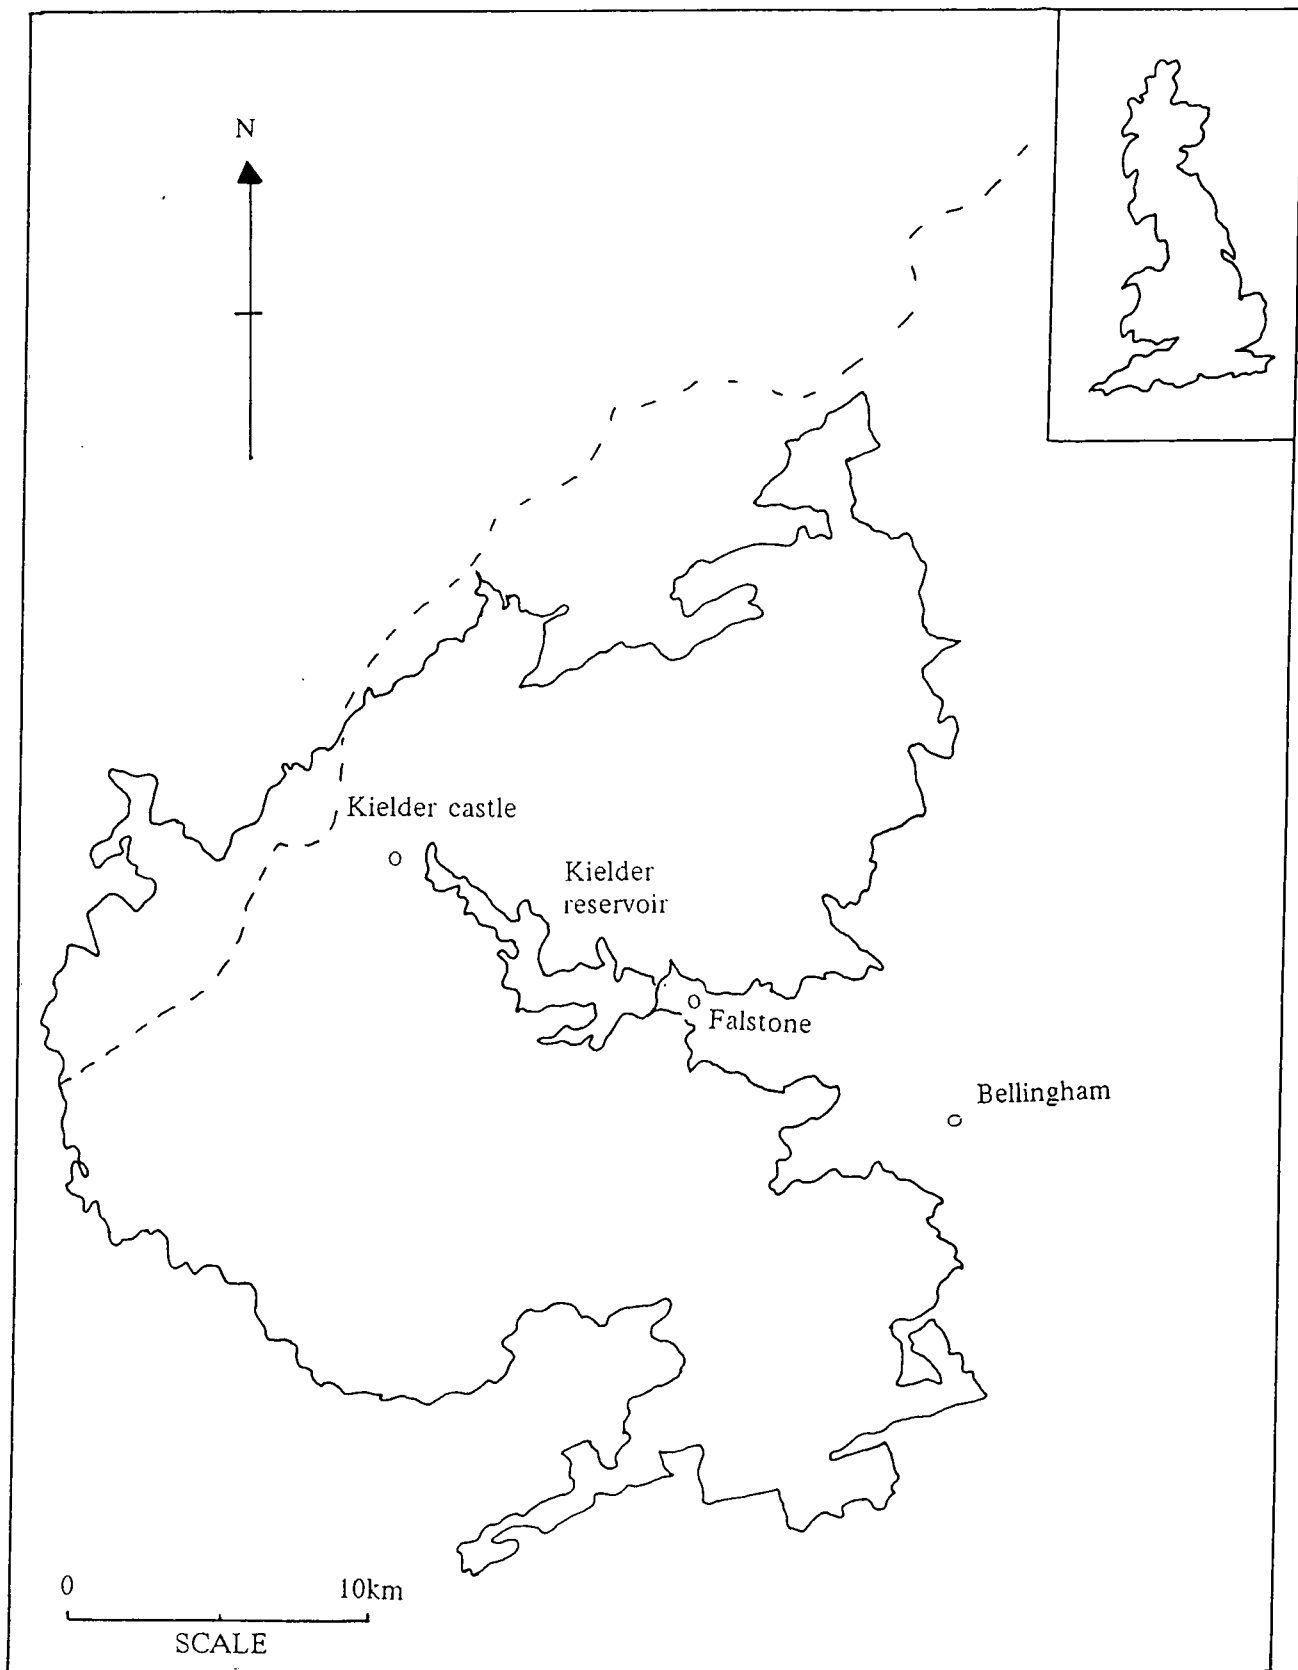 N
Kielder castle
Kielder
reservoir
Falstone
Bellingham
0 10km
SCALE